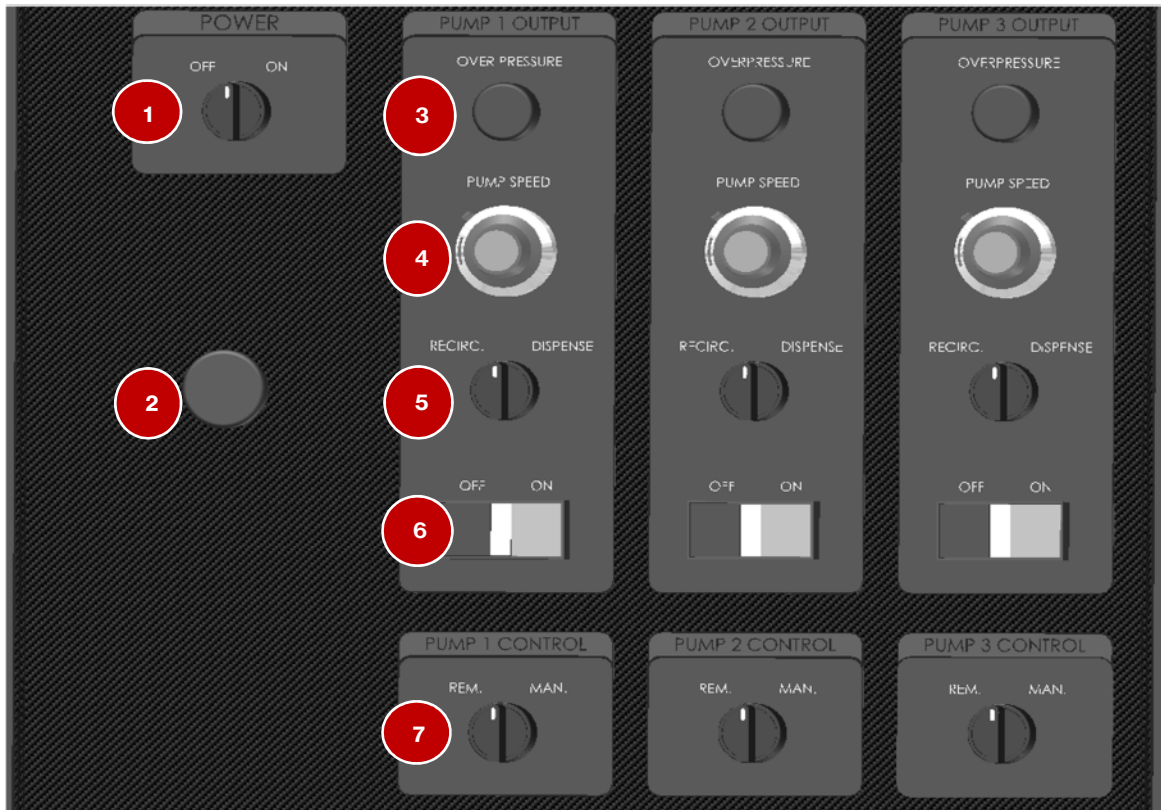 POWER
OFF ON
1
2
PUMP 1 OUTPUT
OVER PRESSURE
3
PUMP SPEED
4
RECIRC. DISPENSE
5
OFF ON
6
PUMP 2 OUTPUT
OVERPRESSURE
PUMP SPEED
RECIRC. DISPENSE
OFF ON
PUMP 3 OUTPUT
OVERPRESSURE
PUMP SPEED
RECIRC. DISPENSE
OFF ON
PUMP 1 CONTROL
REM. MAN.
7
PUMP 2 CONTROL
REM. MAN.
PUMP 3 CONTROL
REM. MAN.